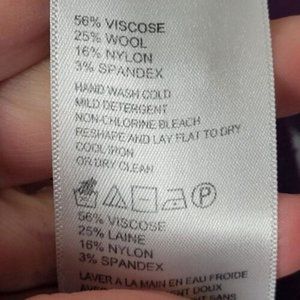 56% VISCOSE
25% WOOL
16% NYLON
3% SPANDEX
HAND WASH COLD
MILD DETERGENT
NON-CHLORINE BLEACH
RESHAPE AND LAY FLAT TO DRY
COOL IRON
OR DRY CLEAN
P
56% VISCOSE
25% LAINE
16% NYLON
3% SPANDEX
LAVER A LA MAIN EN EAU FROIDE